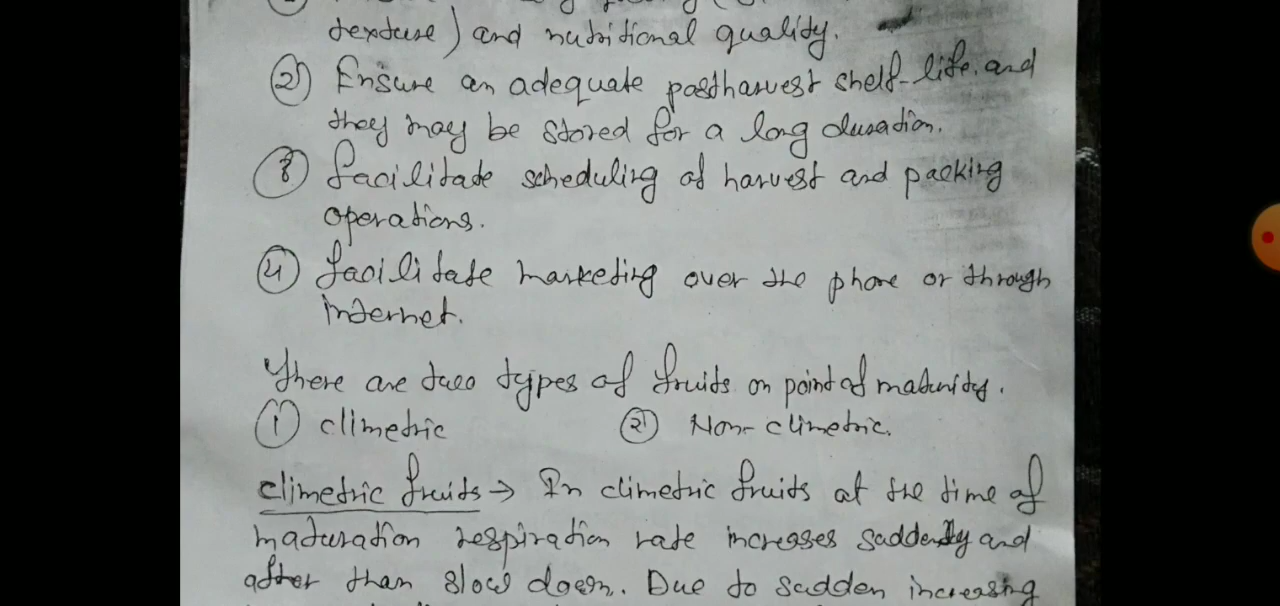 texture) and nutritional quality.
② Ensure an adequate postharvest shelf-life. and
they may be stored for a long duration.
③ facilitate scheduling of harvest and packing
operations.
④ facilitate marketing over the phone or through
internet.
There are two types of fruits on point of maturity.
① climetric ② Non-climetric.
climetric fruits → In climetric fruits at the time of
maturation respiration rate increases suddenly and
after than slow down. Due to sudden increasing